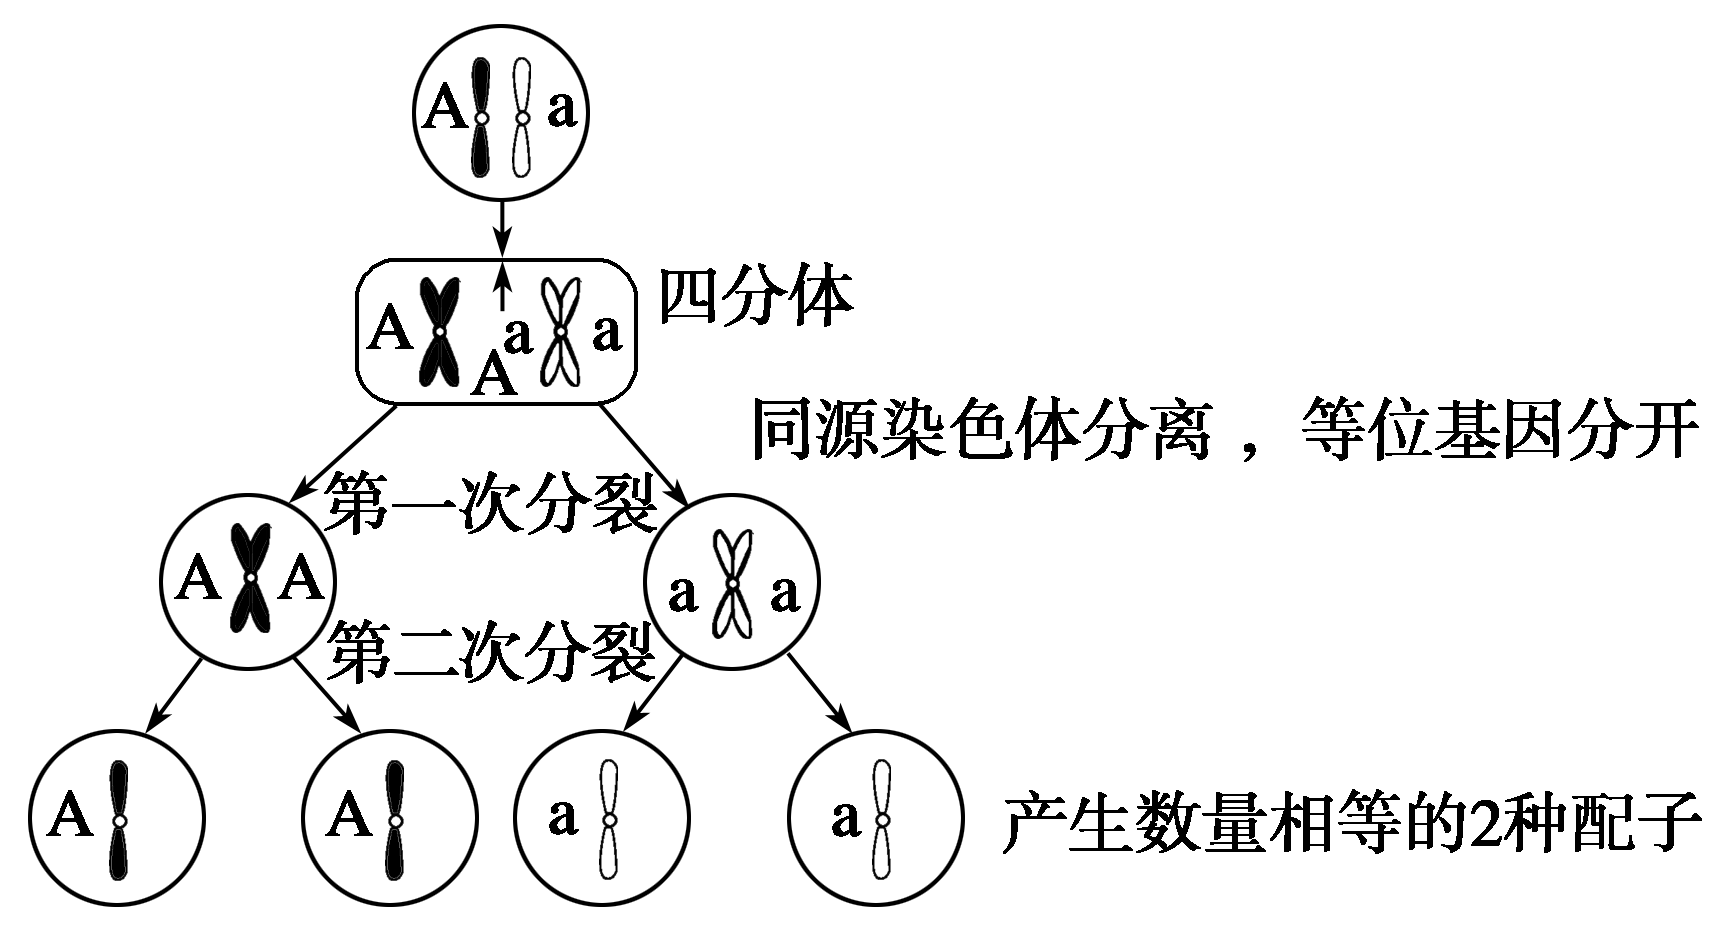 A a
四分体
A a a
A
同源染色体分离，等位基因分开
第一次分裂
A A a a
第二次分裂
A A a a
产生数量相等的2种配子